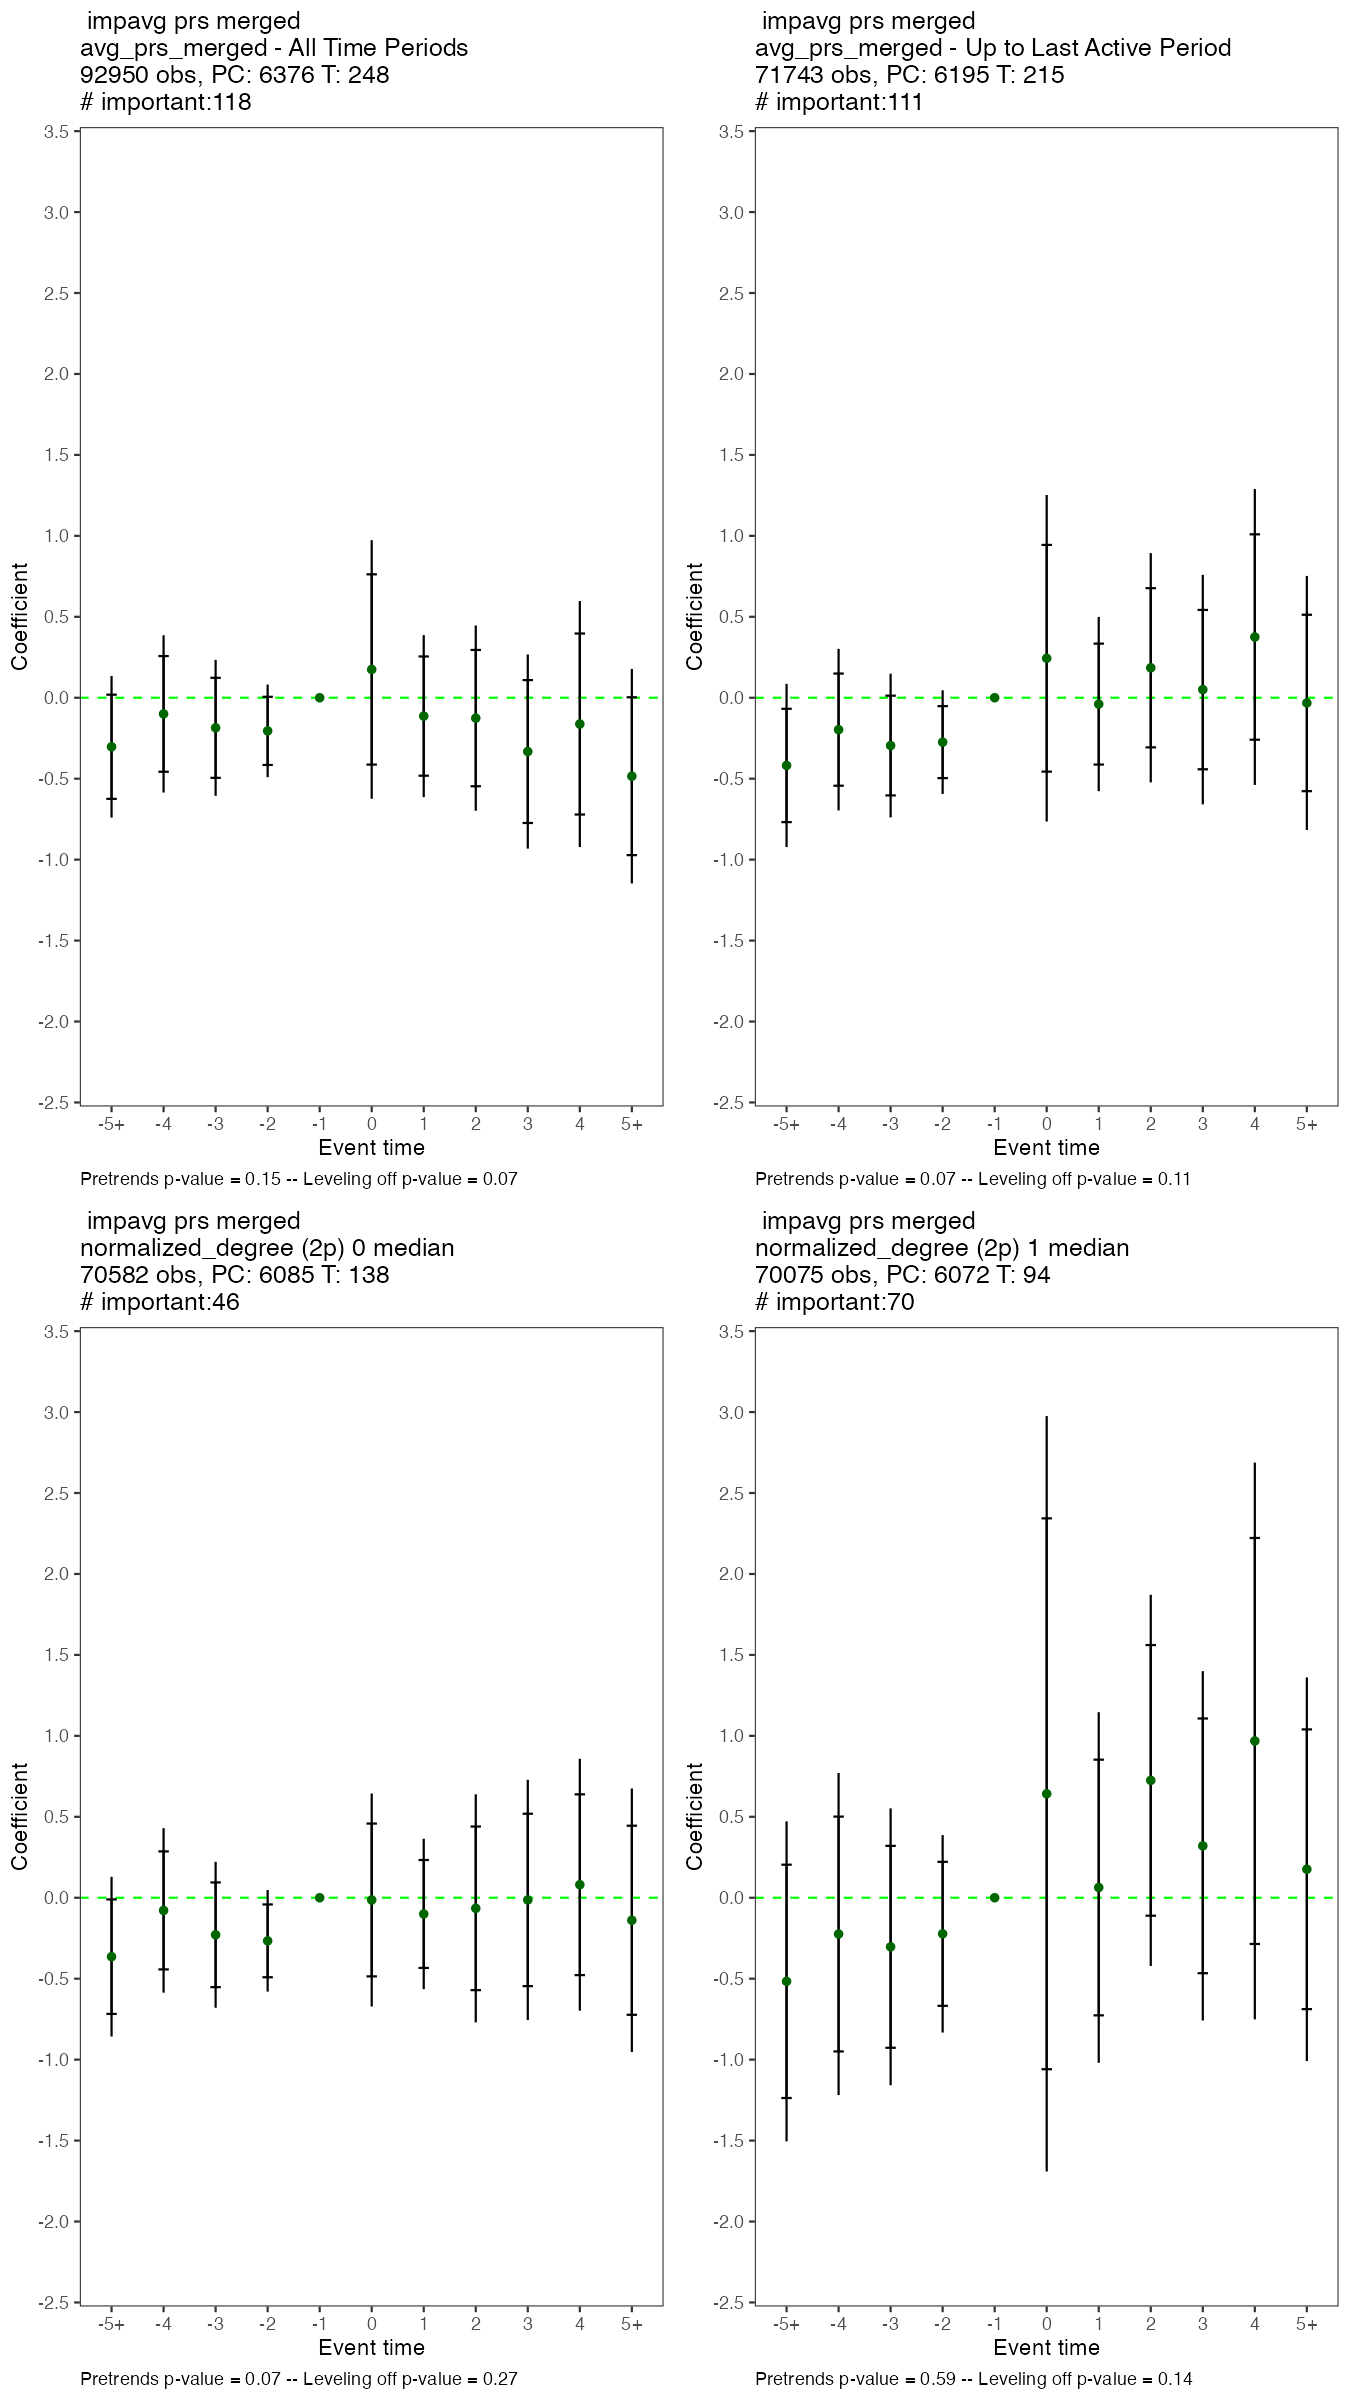 impavg prs merged
avg_prs_merged - All Time Periods
92950 obs, PC: 6376 T: 248
# important:118
3.5
3.0
2.5
2.0
1.5
1.0
0.5
0.0
-0.5
-1.0
-1.5
-2.0
-2.5
Coefficient
-5+ -4 -3 -2 -1 0 1 2 3 4 5+
Event time
Pretrends p-value = 0.15 -- Leveling off p-value = 0.07
impavg prs merged
avg_prs_merged - Up to Last Active Period
71743 obs, PC: 6195 T: 215
# important:111
3.5
3.0
2.5
2.0
1.5
1.0
0.5
0.0
-0.5
-1.0
-1.5
-2.0
-2.5
Coefficient
-5+ -4 -3 -2 -1 0 1 2 3 4 5+
Event time
Pretrends p-value = 0.07 -- Leveling off p-value = 0.11
impavg prs merged
normalized_degree (2p) 0 median
70582 obs, PC: 6085 T: 138
# important:46
3.5
3.0
2.5
2.0
1.5
1.0
0.5
0.0
-0.5
-1.0
-1.5
-2.0
-2.5
Coefficient
-5+ -4 -3 -2 -1 0 1 2 3 4 5+
Event time
Pretrends p-value = 0.07 -- Leveling off p-value = 0.27
impavg prs merged
normalized_degree (2p) 1 median
70075 obs, PC: 6072 T: 94
# important:70
3.5
3.0
2.5
2.0
1.5
1.0
0.5
0.0
-0.5
-1.0
-1.5
-2.0
-2.5
Coefficient
-5+ -4 -3 -2 -1 0 1 2 3 4 5+
Event time
Pretrends p-value = 0.59 -- Leveling off p-value = 0.14